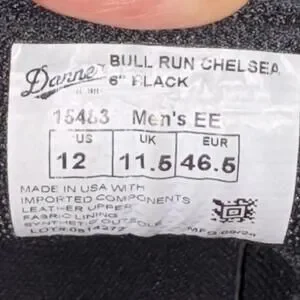 BULL RUN CHELSEA
Danner 6" BLACK
15483 Men's EE
US UK EUR
12 11.5 46.5
MADE IN USA WITH
IMPORTED COMPONENTS
LEATHER UPPER
FABRIC LINING
SYNTHETIC OUTSOLE